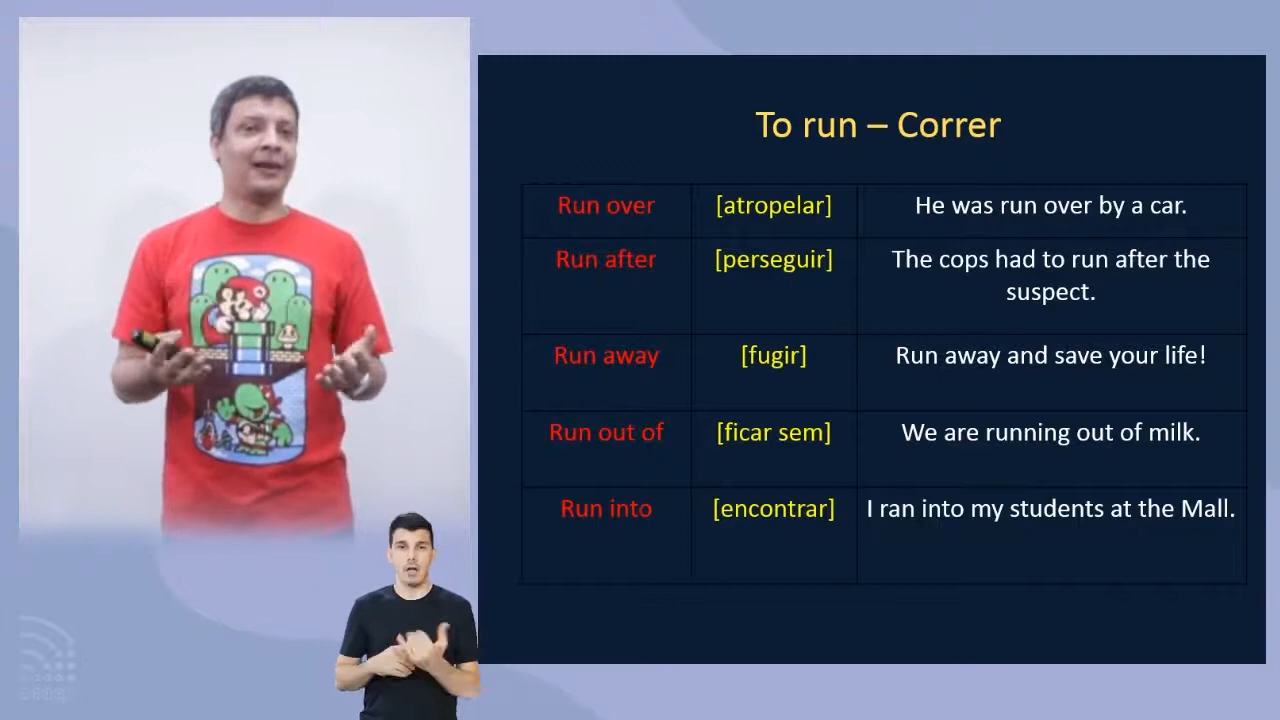 To run – Correr
Run over [atropelar] He was run over by a car.
Run after [perseguir] The cops had to run after the
suspect.
Run away [fugir] Run away and save your life!
Run out of [ficar sem] We are running out of milk.
Run into [encontrar] I ran into my students at the Mall.